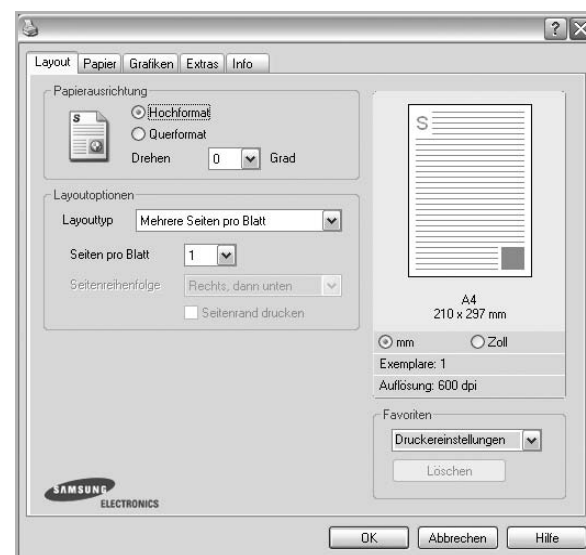 Layout Papier Grafiken Extras Info
Papierausrichtung
S
Hochformat
Querformat
Drehen 0 Grad
Layoutoptionen
Layouttyp Mehrere Seiten pro Blatt
Seiten pro Blatt 1
Seitenreihenfolge Rechts, dann unten
Seitenrand drucken
S
A4
210 x 297 mm
mm Zoll
Exemplare: 1
Auflösung: 600 dpi
Favoriten
Druckereinstellungen
Löschen
SAMSUNG
ELECTRONICS
OK Abbrechen Hilfe